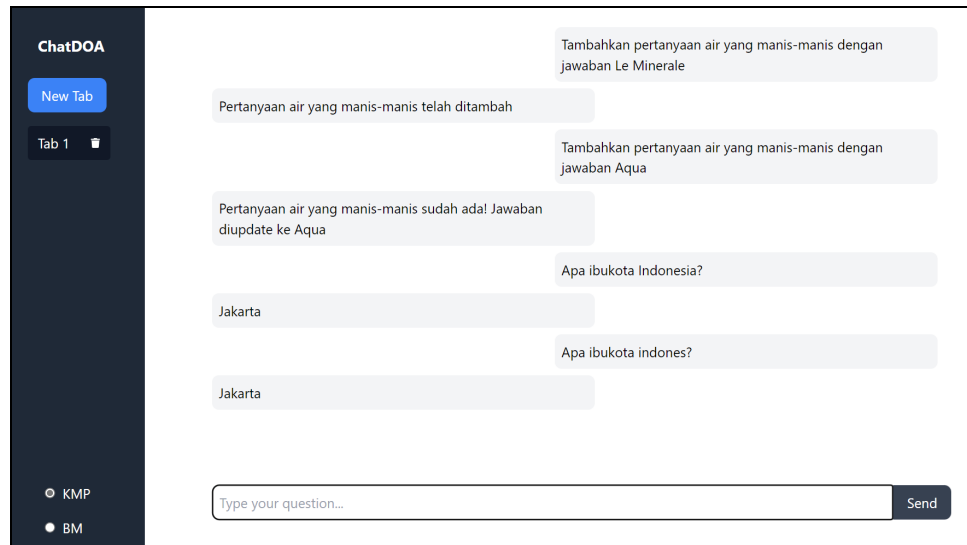 ChatDOA
New Tab
Tab 1
Tambahkan pertanyaan air yang manis-manis dengan
jawaban Le Minerale
Pertanyaan air yang manis-manis telah ditambah
Tambahkan pertanyaan air yang manis-manis dengan
jawaban Aqua
Pertanyaan air yang manis-manis sudah ada! Jawaban
diupdate ke Aqua
Apa ibukota Indonesia?
Jakarta
Apa ibukota indones?
Jakarta
KMP
BM
Type your question...
Send